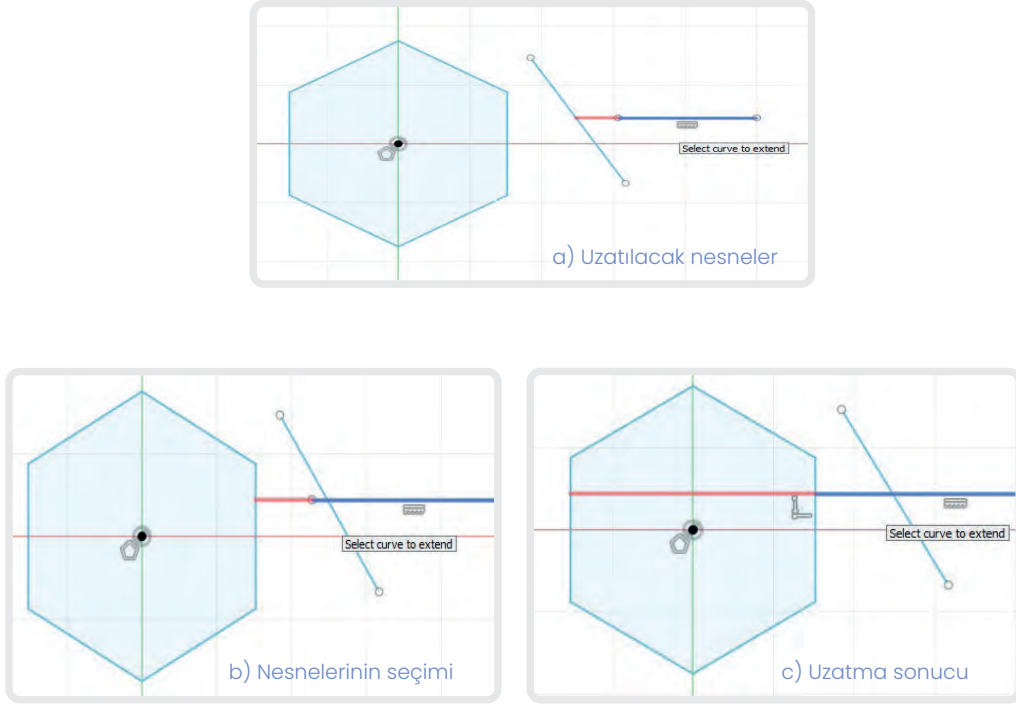 Select curve to extend
a) Uzatılacak nesneler
Select curve to extend
b) Nesnelerinin seçimi
Select curve to extend
c) Uzatma sonucu